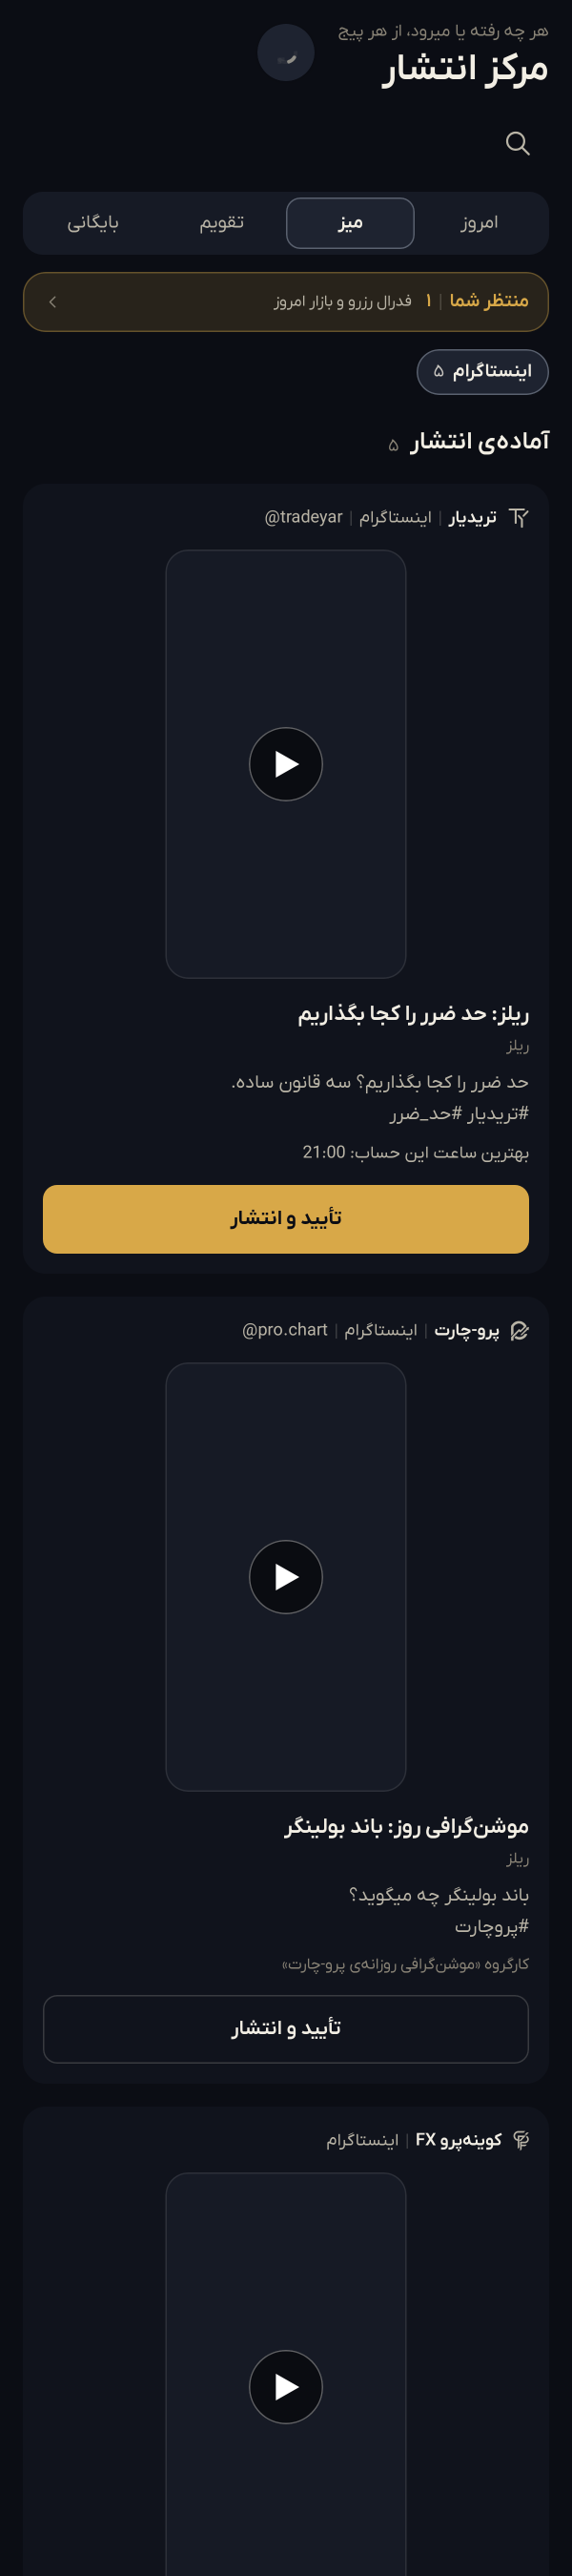 هر چه رفته یا میرود، از هر پیج
مرکز انتشار
امروز
میز
تقویم
بایگانی
منتظر شما | ۱ فدرال رزرو و بازار امروز
اینستاگرام ۵
آماده‌ی انتشار ۵
تریدیار | اینستاگرام | @tradeyar
ریلز: حد ضرر را کجا بگذاریم
ریلز
حد ضرر را کجا بگذاریم؟ سه قانون ساده.
#تریدیار #حد_ضرر
بهترین ساعت این حساب: 21:00
تأیید و انتشار
پرو-چارت | اینستاگرام | @pro.chart
موشن‌گرافی روز: باند بولینگر
ریلز
باند بولینگر چه میگوید؟
#پروچارت
کارگروه «موشن‌گرافی روزانه‌ی پرو-چارت»
تأیید و انتشار
کوینه‌پرو FX | اینستاگرام